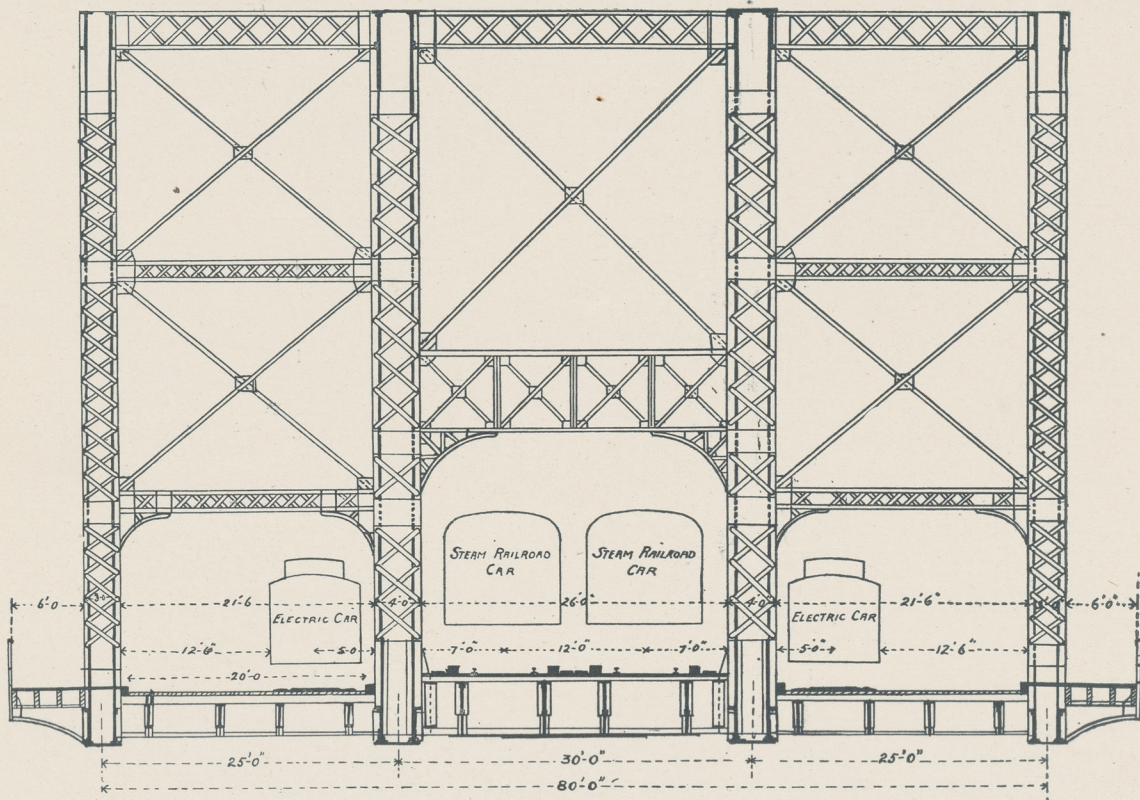 STEAM RAILROAD
CAR
STEAM RAILROAD
CAR
6'-0 3-0 21'-6 4-0 26-0" 4-0 21'-6" 6'-0"
ELECTRIC CAR
ELECTRIC CAR
12'-6" 5-0 7'-0" 12'-0" 7'-0" 5-0" 12'-6"
20'-0
25'-0" 30'-0" 25'-0"
80'-0"